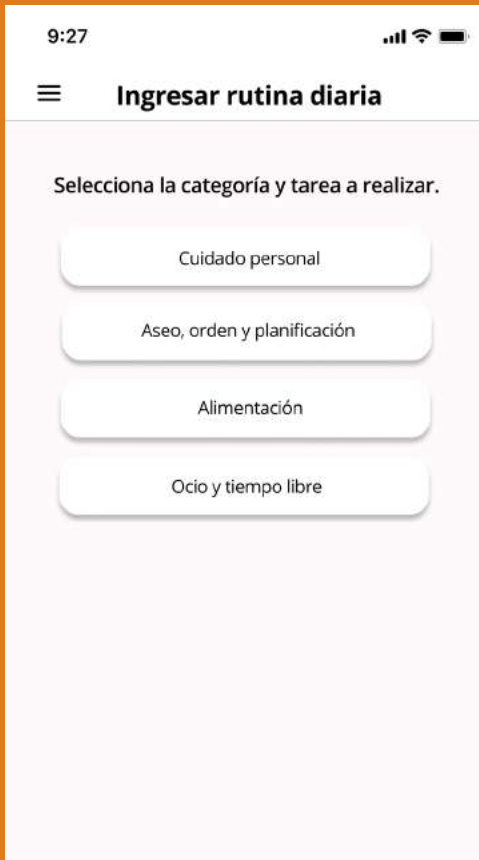 9:27
Ingresar rutina diaria
Selecciona la categoría y tarea a realizar.
Cuidado personal
Aseo, orden y planificación
Alimentación
Ocio y tiempo libre